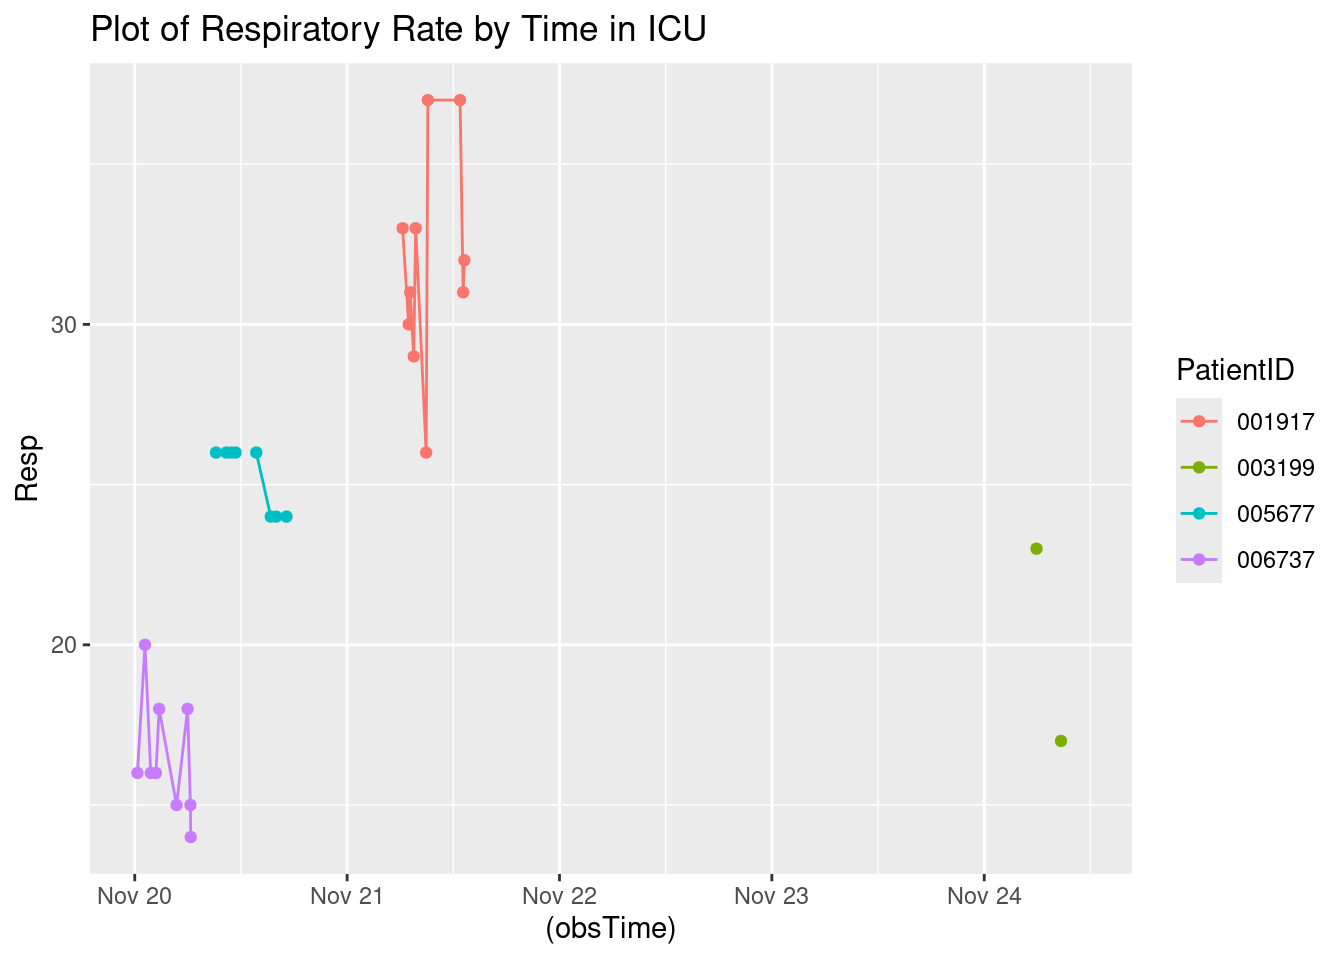 Plot of Respiratory Rate by Time in ICU
Resp
30
20
Nov 20
Nov 21
Nov 22
Nov 23
Nov 24
(obsTime)
PatientID
001917
003199
005677
006737